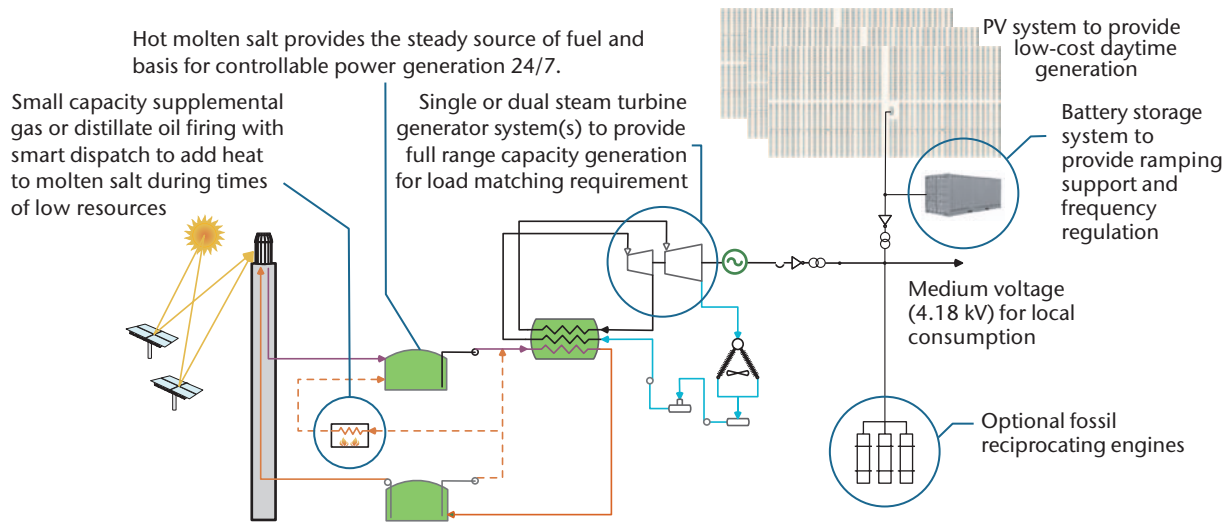 Hot molten salt provides the steady source of fuel and
basis for controllable power generation 24/7.
Small capacity supplemental
gas or distillate oil firing with
smart dispatch to add heat
to molten salt during times
of low resources
Single or dual steam turbine
generator system(s) to provide
full range capacity generation
for load matching requirement
PV system to provide
low-cost daytime
generation
Battery storage
system to
provide ramping
support and
frequency
regulation
Medium voltage
(4.18 kV) for local
consumption
Optional fossil
reciprocating engines